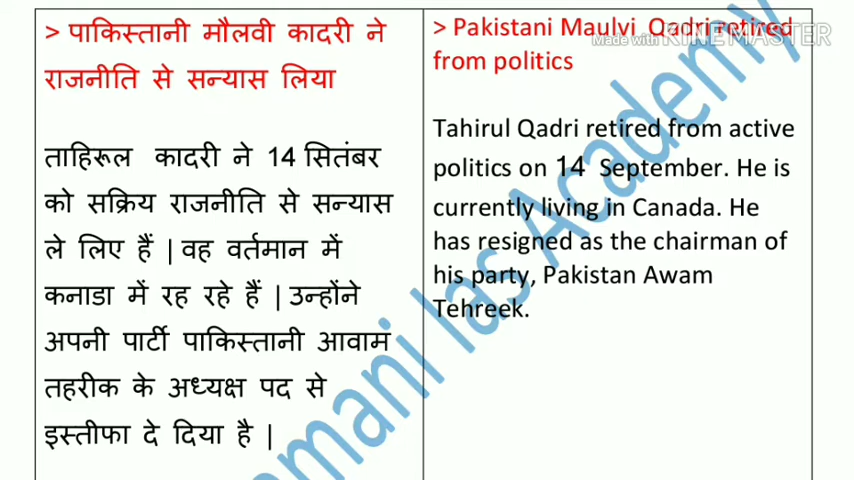 > पाकिस्तानी मौलवी कादरी ने
राजनीति से सन्यास लिया
ताहिरूल कादरी ने 14 सितंबर
को सक्रिय राजनीति से सन्यास
ले लिए हैं | वह वर्तमान में
कनाडा में रह रहे हैं | उन्होंने
अपनी पार्टी पाकिस्तानी आवाम
तहरीक के अध्यक्ष पद से
इस्तीफा दे दिया है |
> Pakistani Maulvi Qadri retired
from politics
Tahirul Qadri retired from active
politics on 14 September. He is
currently living in Canada. He
has resigned as the chairman of
his party, Pakistan Awam
Tehreek.
Made with KINEMASTER
amani Ias Academy